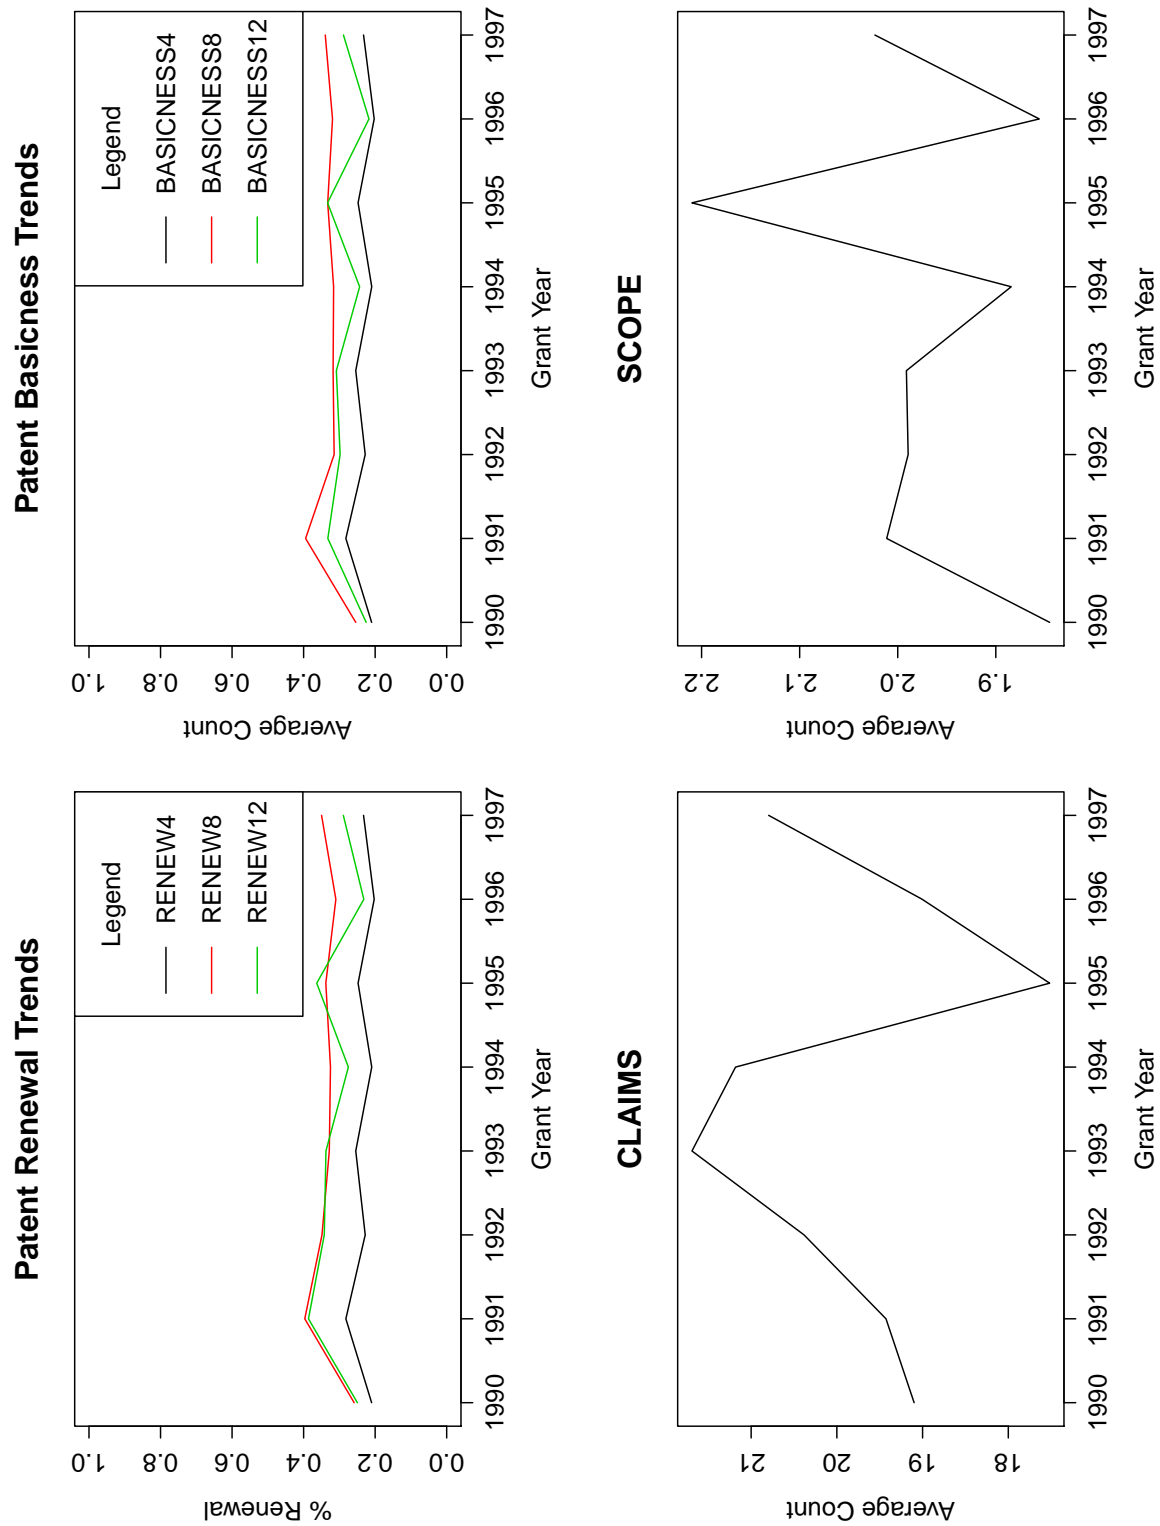 Patent Renewal Trends
% Renewal
1.0
0.8
0.6
0.4
0.2
0.0
1990 1991 1992 1993 1994 1995 1996 1997
Grant Year
Legend
RENEW4
RENEW8
RENEW12
Patent Basicness Trends
Average Count
1.0
0.8
0.6
0.4
0.2
0.0
1990 1991 1992 1993 1994 1995 1996 1997
Grant Year
Legend
BASICNESS4
BASICNESS8
BASICNESS12
CLAIMS
Average Count
21
20
19
18
1990 1991 1992 1993 1994 1995 1996 1997
Grant Year
SCOPE
Average Count
2.2
2.1
2.0
1.9
1990 1991 1992 1993 1994 1995 1996 1997
Grant Year